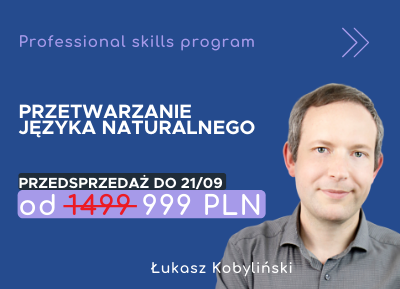 Professional skills program
PRZETWARZANIE
JĘZYKA NATURALNEGO
PRZEDSPRZEDAŻ DO 21/09
od 1499 999 PLN
Łukasz Kobyliński